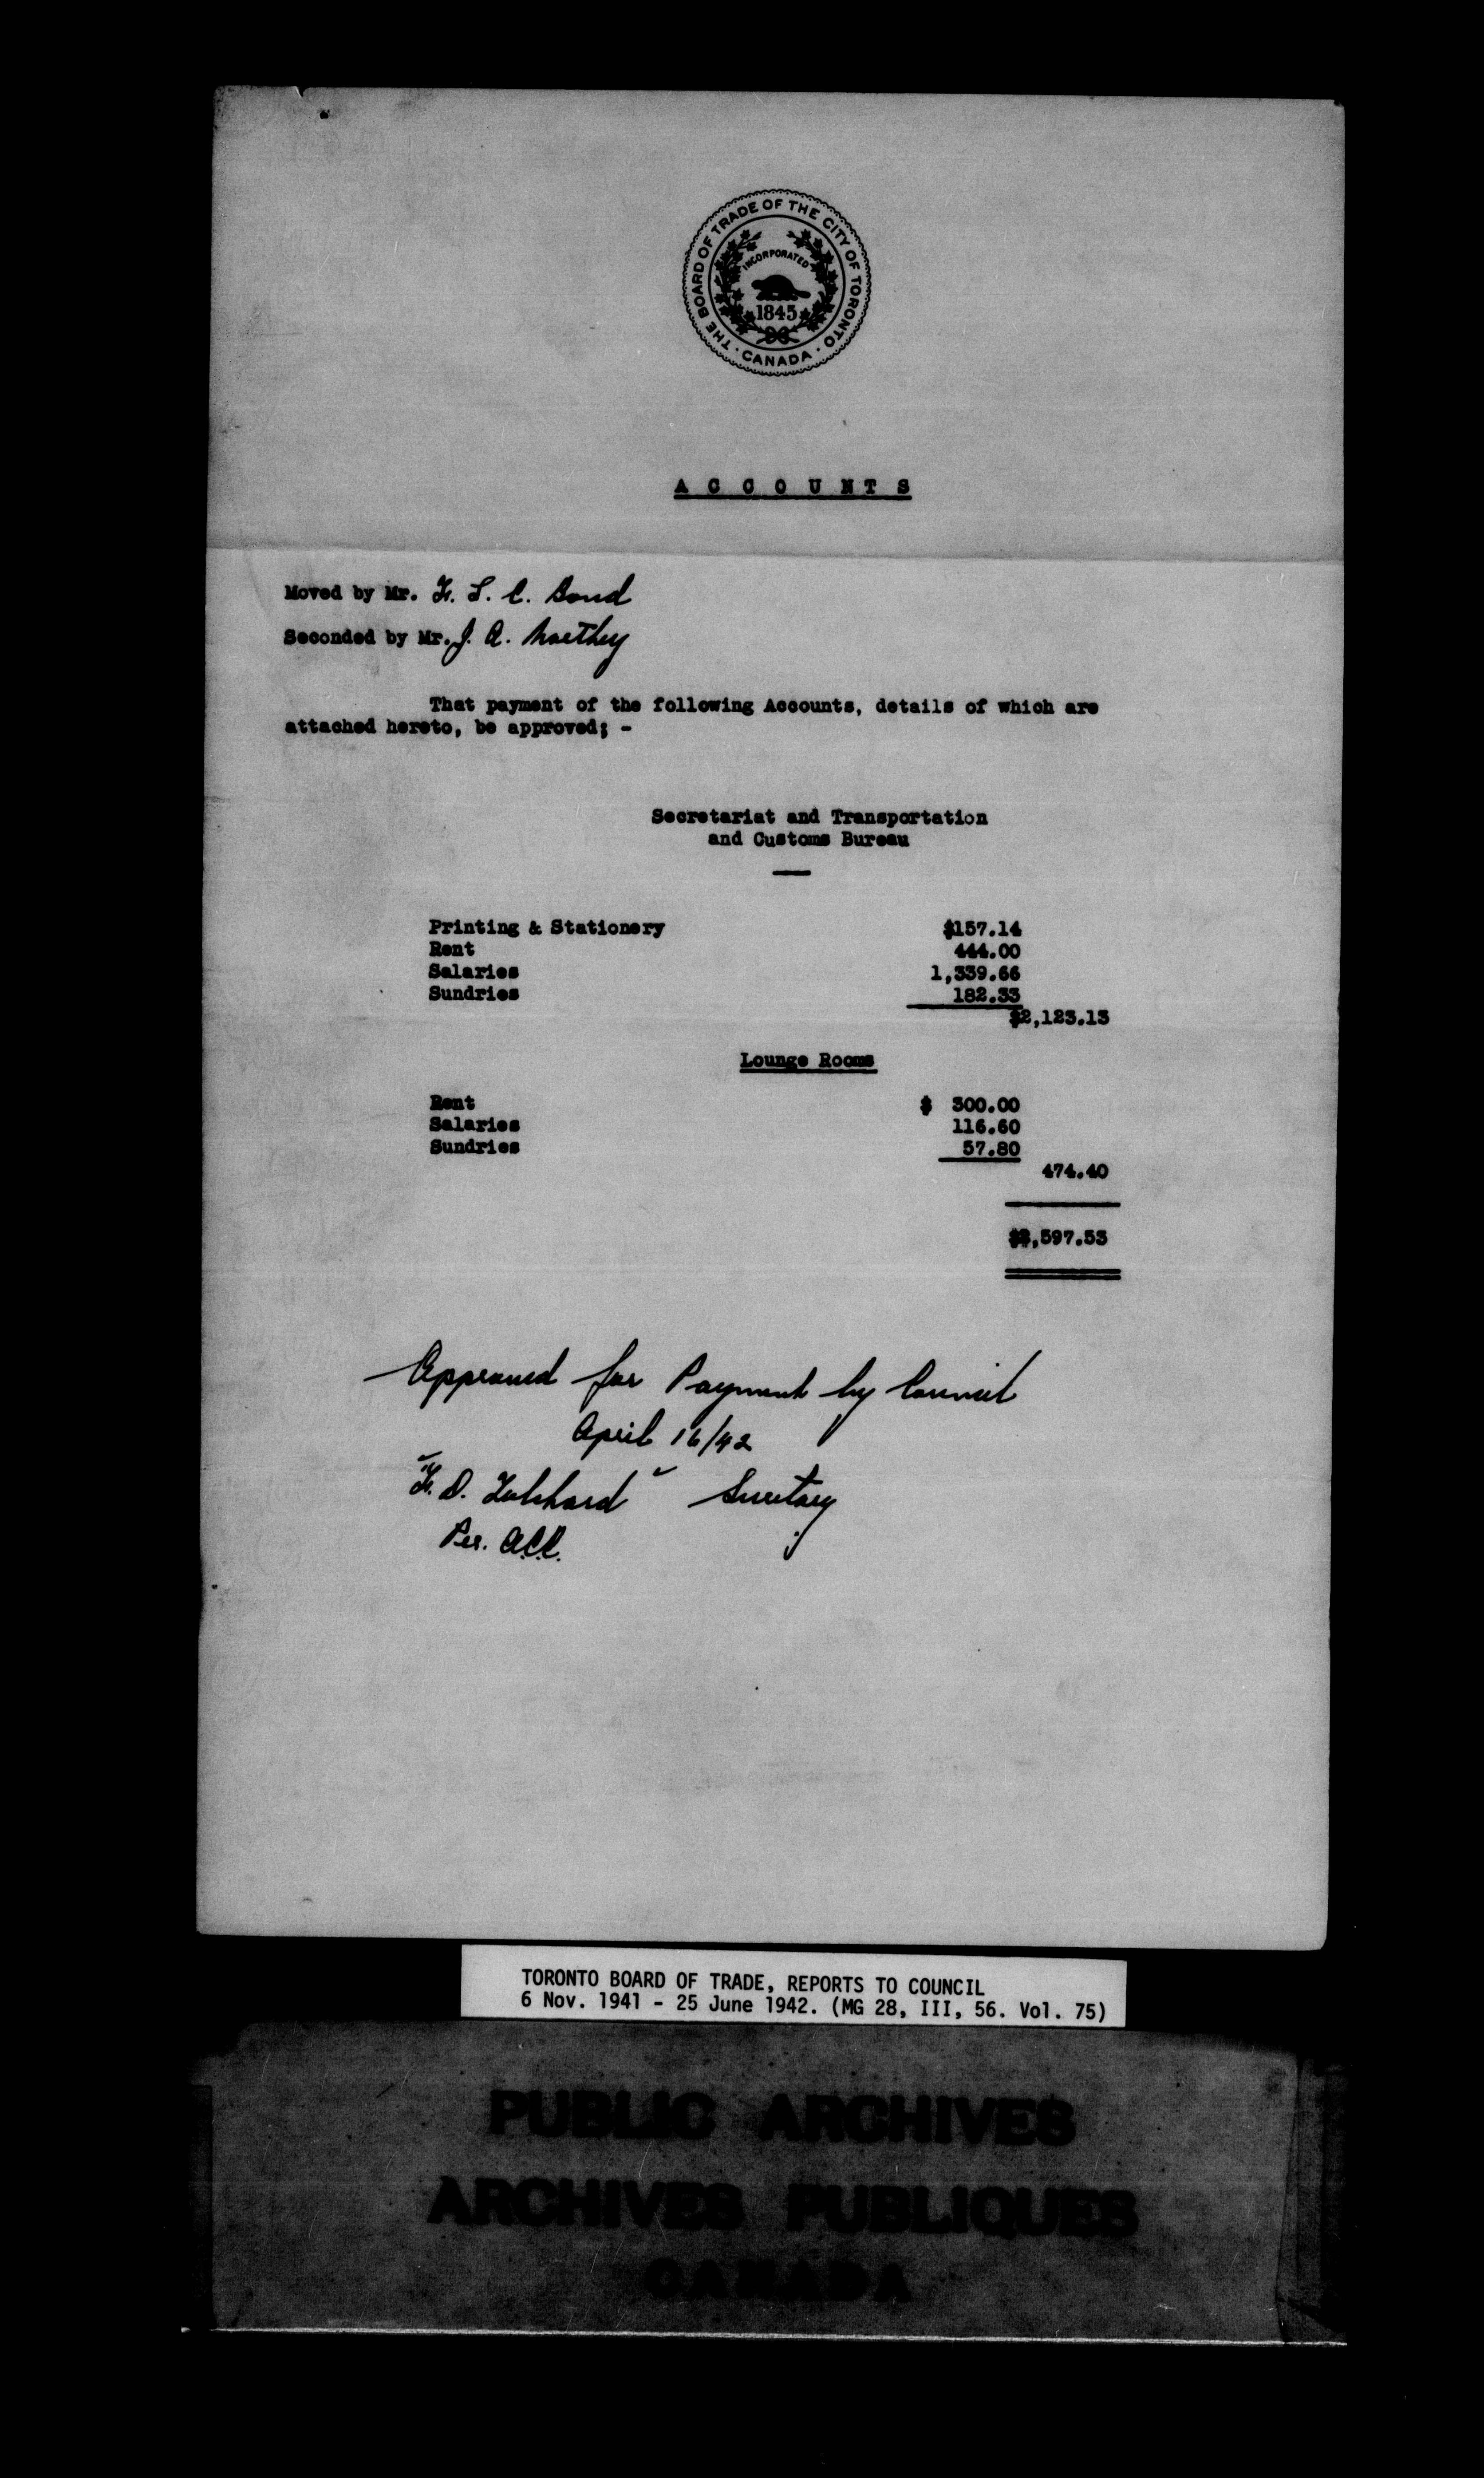 THE BOARD OF TRADE OF THE CITY OF TORONTO
· CANADA ·
INCORPORATED
1845
ACCOUNTS
Moved by Mr. F. L. C. Bond
Seconded by Mr. J. A. Northey
That payment of the following Accounts, details of which are
attached hereto, be approved; -
Secretariat and Transportation
and Customs Bureau
Printing & Stationery $157.14
Rent 444.00
Salaries 1,339.66
Sundries 182.33
$2,123.13
Lounge Rooms
Rent $ 300.00
Salaries 116.60
Sundries 57.80
474.40
$2,597.53
Approved for Payment by Council
April 16/42
"F. D. Tolchard" Secretary
Per. A.C.C.
TORONTO BOARD OF TRADE, REPORTS TO COUNCIL
6 Nov. 1941 - 25 June 1942. (MG 28, III, 56. Vol. 75)
PUBLIC ARCHIVES
ARCHIVES PUBLIQUES
CANADA